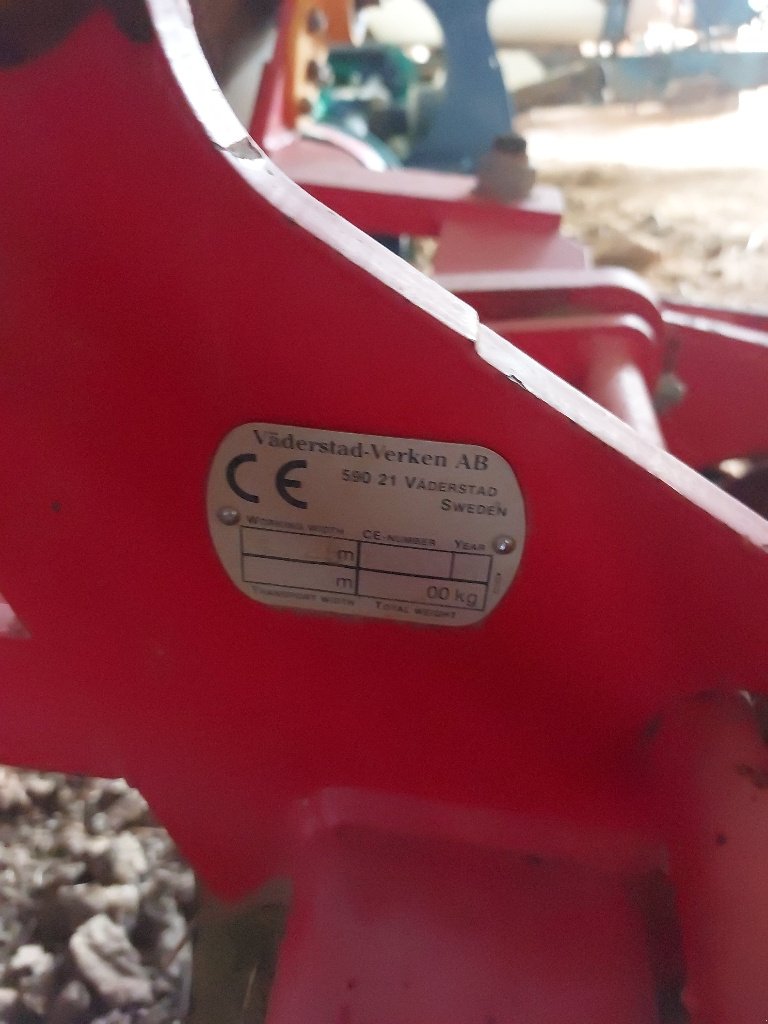 Väderstad-Verken AB
CE 590 21 VÄDERSTAD
SWEDEN
WORKING WIDTH CE-NUMBER YEAR
m
m 00 kg
TRANSPORT WIDTH TOTAL WEIGHT